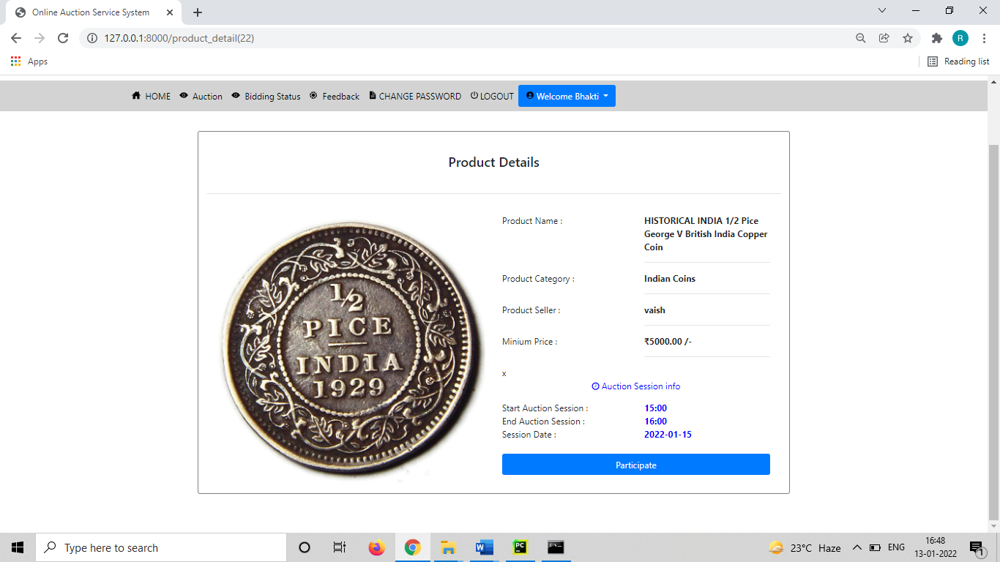 Online Auction Service System
127.0.0.1:8000/product_detail(22)
R
Apps
Reading list
HOME Auction Bidding Status Feedback CHANGE PASSWORD LOGOUT Welcome Bhakti
Product Details
1/2
PICE
INDIA
1929
Product Name : HISTORICAL INDIA 1/2 Pice
George V British India Copper
Coin
Product Category : Indian Coins
Product Seller : vaish
Minium Price : ₹5000.00 /-
x
Auction Session info
Start Auction Session : 15:00
End Auction Session : 16:00
Session Date : 2022-01-15
Participate
Type here to search
W
PC
23°C Haze
ENG
16:48
13-01-2022
1